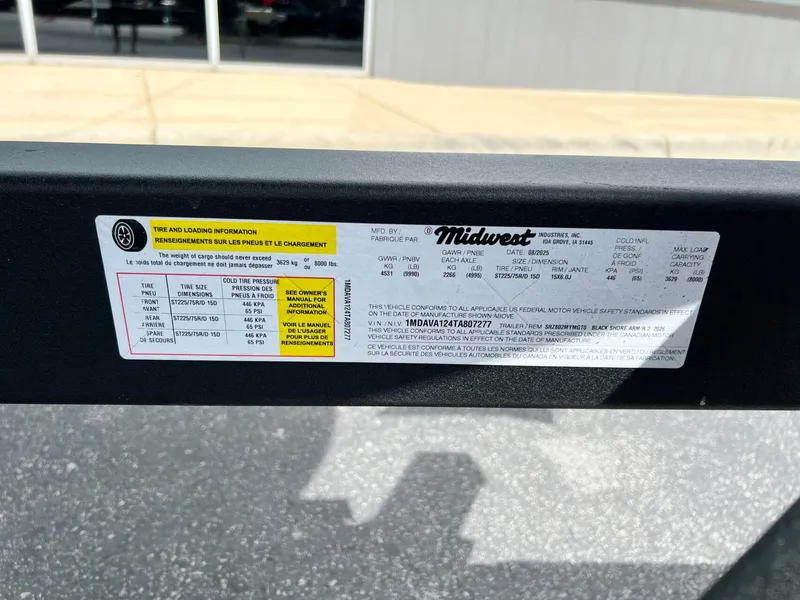 TIRE AND LOADING INFORMATION
RENSEIGNEMENTS SUR LES PNEUS ET LE CHARGEMENT
The weight of cargo should never exceed
Le poids total du chargement ne doit jamais dépasser
3629 kg or ou 8000 lbs.
TIRE PNEU
TIRE SIZE DIMENSIONS
COLD TIRE PRESSURE PRESSION DES PNEUS À FROID
FRONT AVANT ST225/75R/D 15D 446 KPA 65 PSI
REAR ARRIERE ST225/75R/D 15D 446 KPA 65 PSI
SPARE DE SECOURS ST225/75R/D 15D 446 KPA 65 PSI
SEE OWNER'S
MANUAL FOR
ADDITIONAL
INFORMATION
VOIR LE MANUEL
DE L'USAGER
POUR PLUS DE
RENSEIGNEMENTS
1MDAVA124TA807277
MFD. BY /
FABRIQUÉ PAR
Midwest INDUSTRIES, INC.
IDA GROVE, IA 51445
GWWR / PNBV
KG (LB)
4531 (9990)
GAWR / PNBE
EACH AXLE
KG (LB)
2266 (4995)
DATE: 08/2025
SIZE / DIMENSION
TIRE / PNEU RIM / JANTE
ST225/75R/D 15D 15X6.0J
COLD INFL.
PRESS. /
DE GONF.
À FROID
KPA (PSI)
446 (65)
MAX. LOAD
CARRYING
CAPACITY
KG (LB)
3629 (8000)
THIS VEHICLE CONFORMS TO ALL APPLICABLE US FEDERAL MOTOR VEHICLE SAFETY STANDARDS IN EFFECT
ON THE DATE OF MANUFACTURE SHOWN ABOVE.
V.I.N. / N.I.V. 1MDAVA124TA807277 TRAILER / REM BLACK SHORE 2026
THIS VEHICLE CONFORMS TO ALL APPLICABLE STANDARDS PRESCRIBED UNDER THE CANADIAN MOTOR
VEHICLE SAFETY REGULATIONS IN EFFECT ON THE DATE OF MANUFACTURE.
CE VÉHICULE EST CONFORME À TOUTES LES NORMES QUI LUI SONT APPLICABLES EN VERTU DU RÈGLEMENT
SUR LA SÉCURITÉ DES VÉHICULES AUTOMOBILES DU CANADA EN VIGUEUR À LA DATE DE SA FABRICATION.